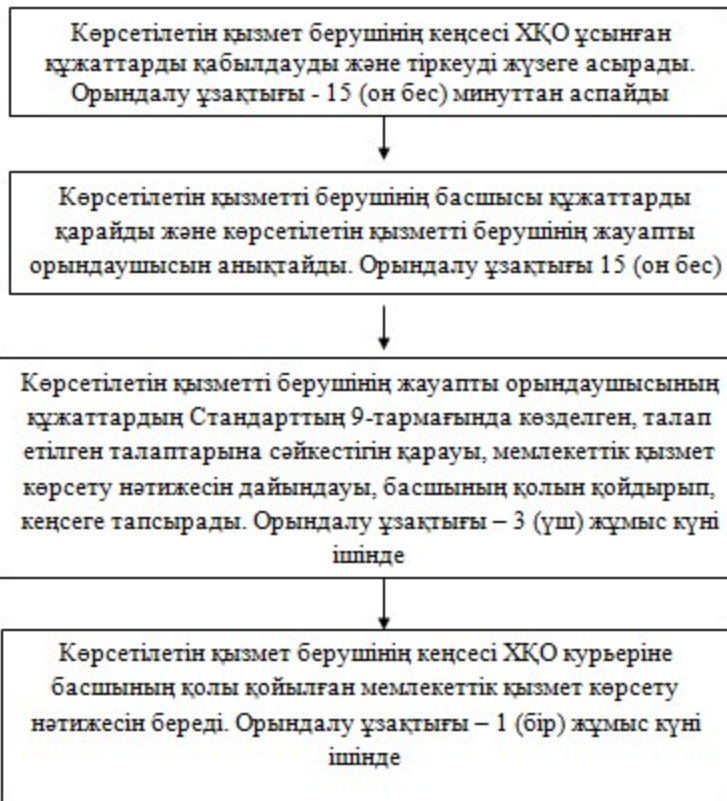 Көрсетілетін қызмет берушінің кеңсесі ХҚО ұсынған
құжаттарды қабылдауды және тіркеуді жүзеге асырады.
Орындалу ұзақтығы - 15 (он бес) минуттан аспайды
Көрсетілетін қызметті берушінің басшысы құжаттарды
қарайды және көрсетілетін қызметті берушінің жауапты
орындаушысын анықтайды. Орындалу ұзақтығы 15 (он бес)
Көрсетілетін қызметті берушінің жауапты орындаушысының
құжаттардың Стандарттың 9-тармағында көзделген, талап
етілген талаптарына сәйкестігін қарауы, мемлекеттік қызмет
көрсету нәтижесін дайындауы, басшының қолын қойдырып,
кеңсеге тапсырады. Орындалу ұзақтығы – 3 (үш) жұмыс күні
ішінде
Көрсетілетін қызмет берушінің кеңсесі ХҚО курьеріне
басшының қолы қойылған мемлекеттік қызмет көрсету
нәтижесін береді. Орындалу ұзақтығы – 1 (бір) жұмыс күні
ішінде